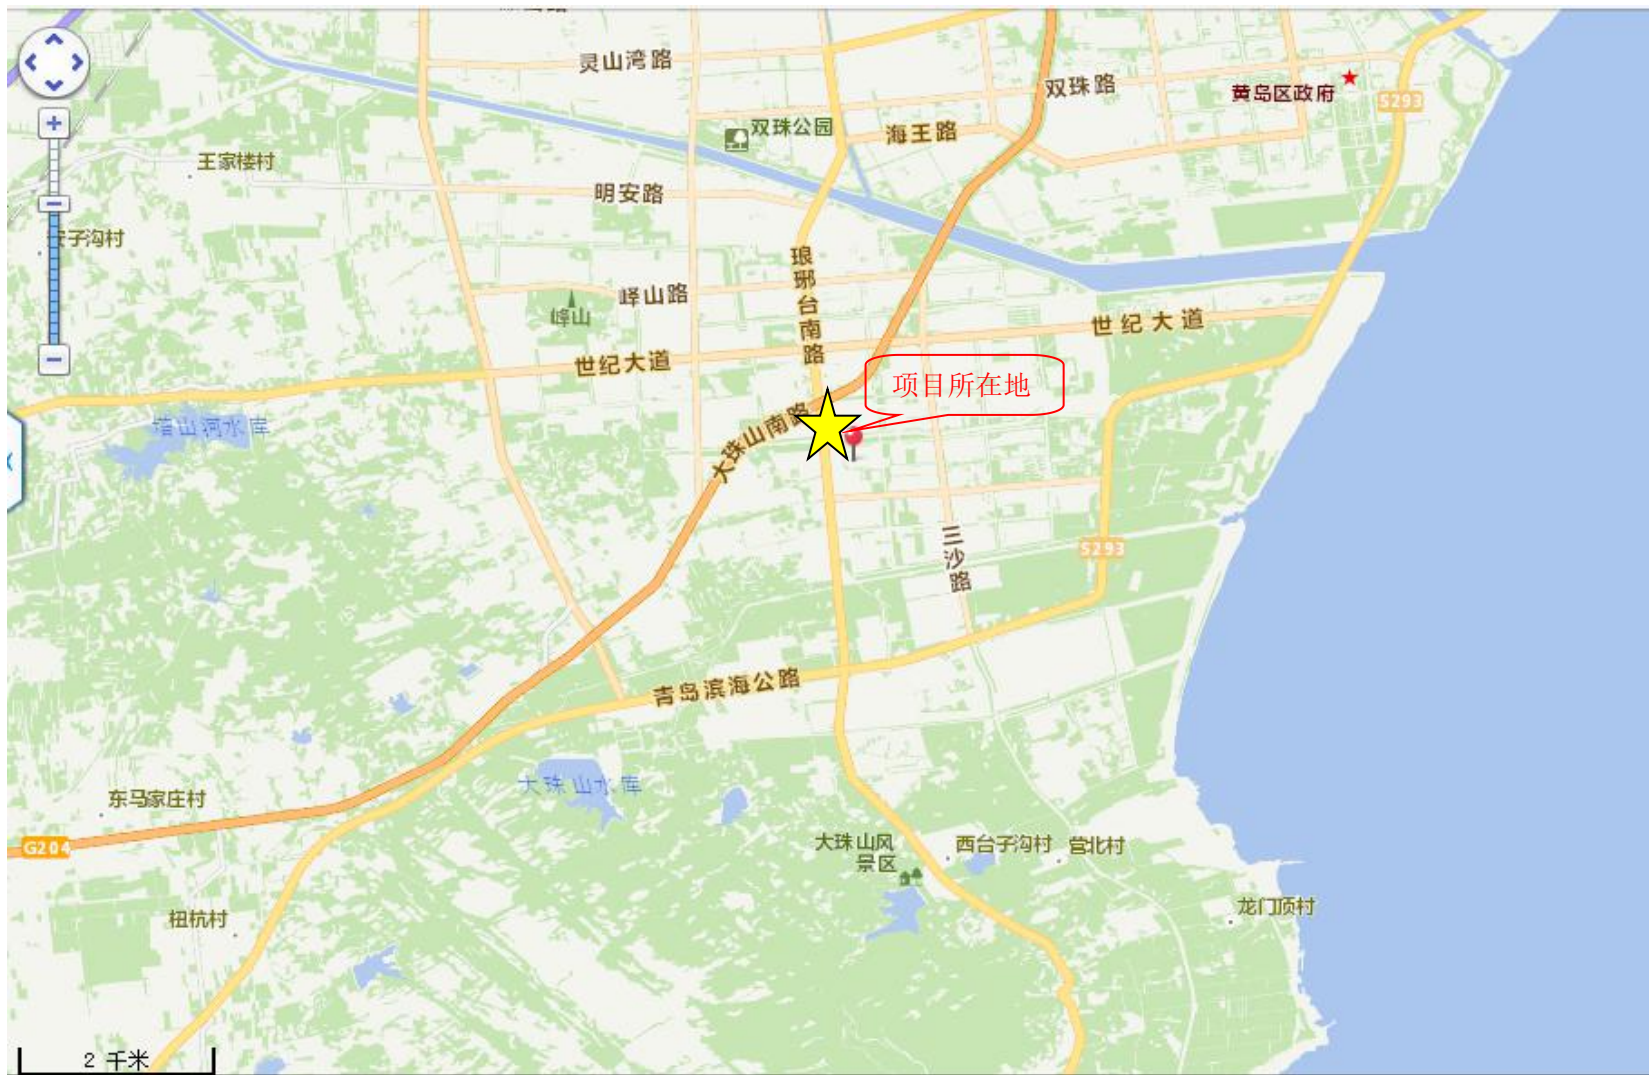 灵山湾路
双珠路
黄岛区政府
S293
双珠公园
海王路
王家楼村
明安路
安子沟村
琅琊台南路
峄山路
峄山
世纪大道
世纪大道
项目所在地
大珠山南路
三沙路
S293
青岛滨海公路
大珠山水库
东马家庄村
G204
大珠山风
景区
西台子沟村
营北村
龙门顶村
扭杭村
2 千米